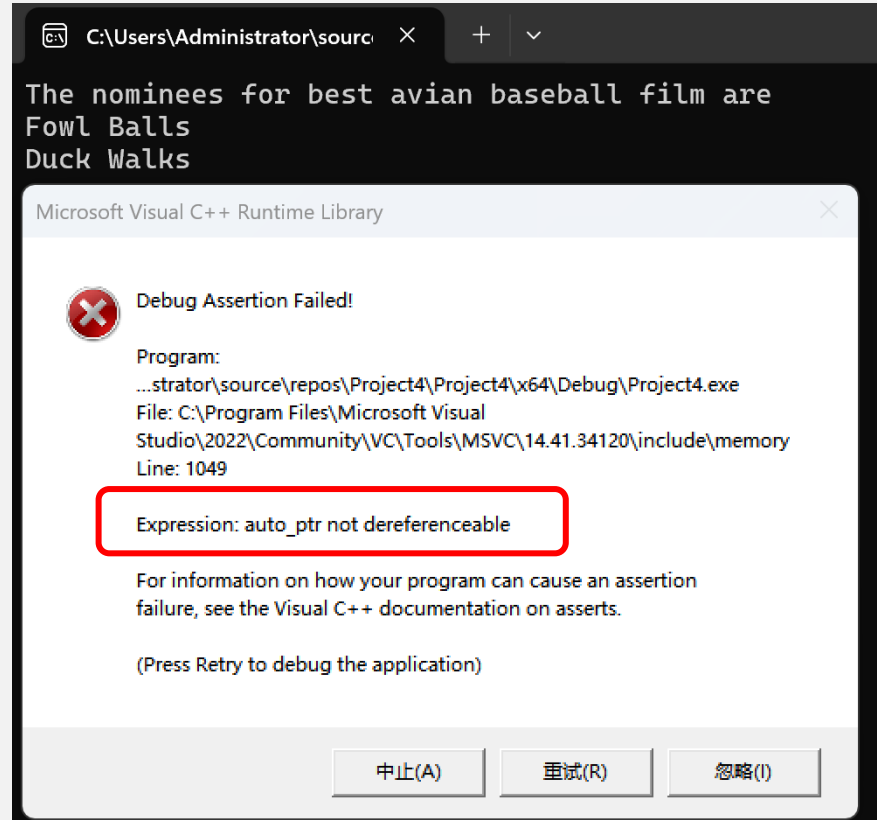 C:\Users\Administrator\sourc
The nominees for best avian baseball film are
Fowl Balls
Duck Walks
Microsoft Visual C++ Runtime Library
Debug Assertion Failed!
Program:
...strator\source\repos\Project4\Project4\x64\Debug\Project4.exe
File: C:\Program Files\Microsoft Visual
Studio\2022\Community\VC\Tools\MSVC\14.41.34120\include\memory
Line: 1049
Expression: auto_ptr not dereferenceable
For information on how your program can cause an assertion
failure, see the Visual C++ documentation on asserts.
(Press Retry to debug the application)
中止(A) 重试(R) 忽略(I)